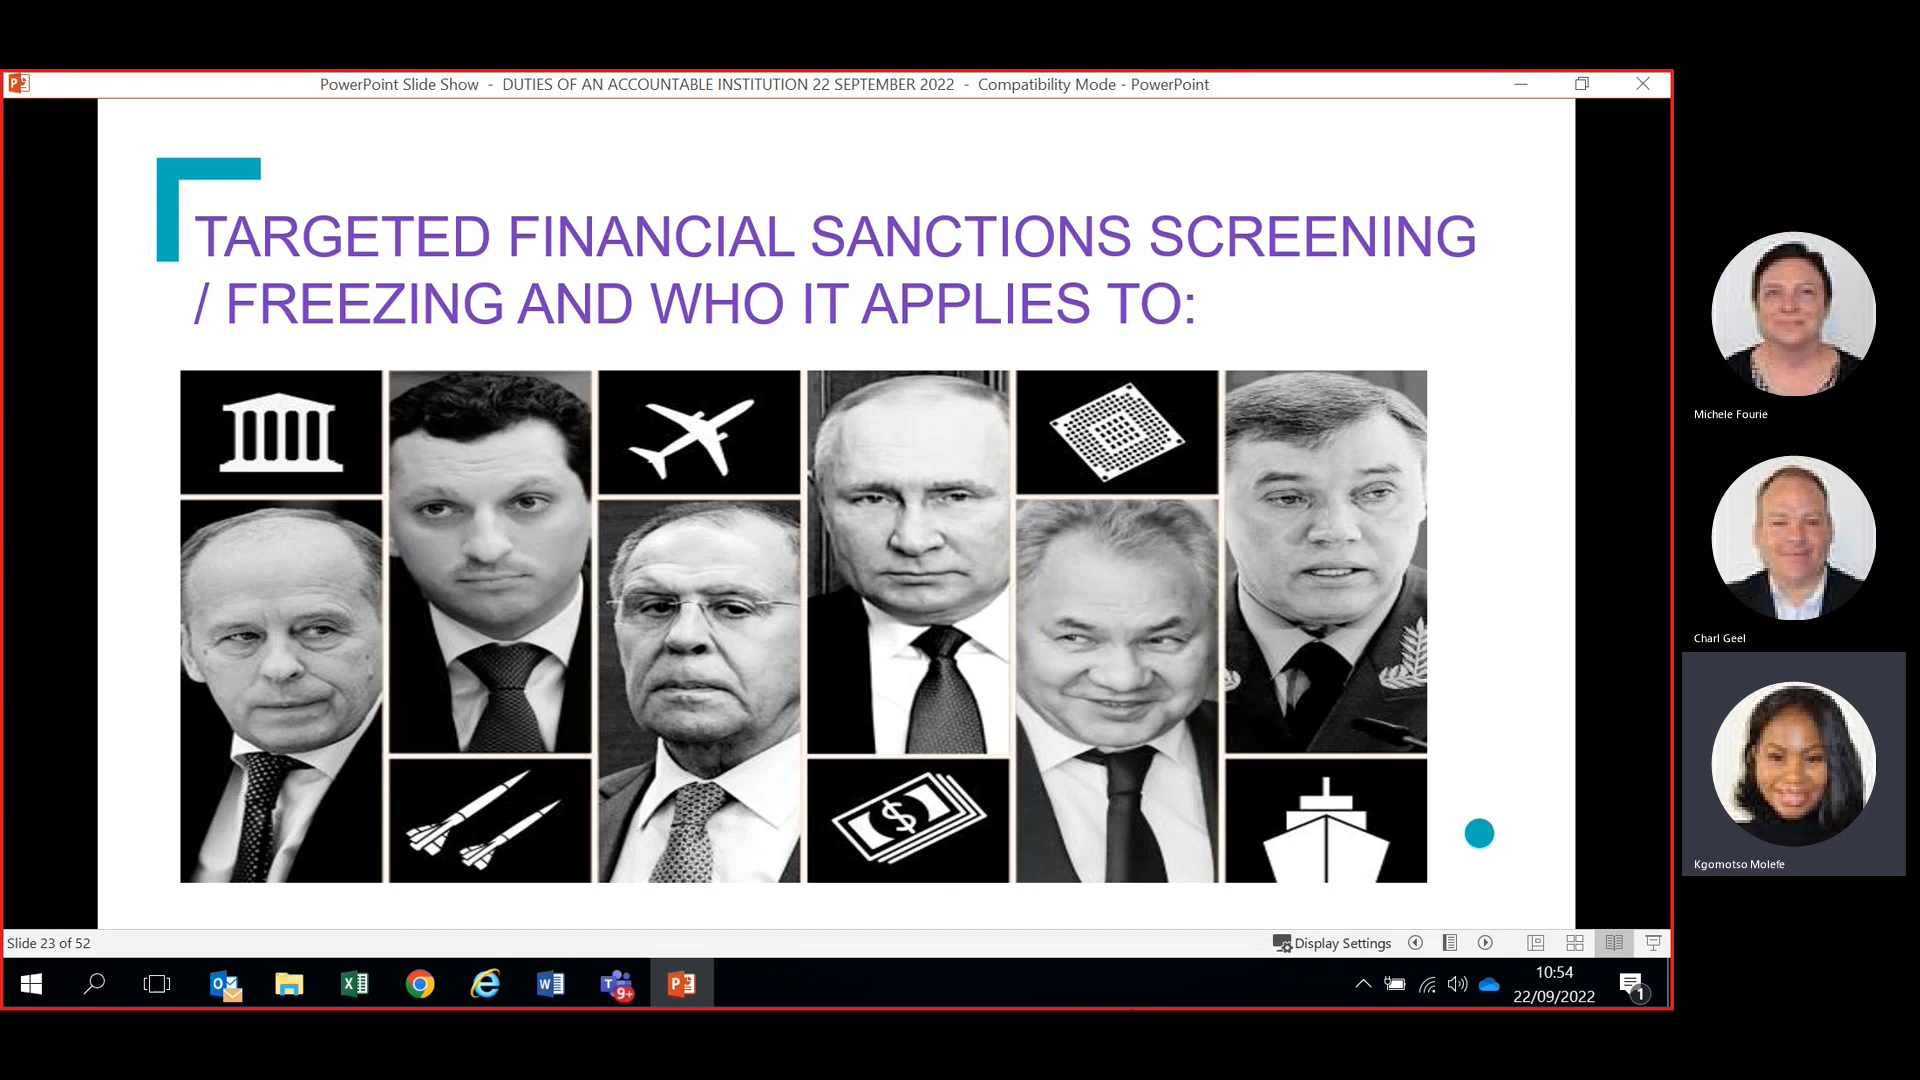 PowerPoint Slide Show - DUTIES OF AN ACCOUNTABLE INSTITUTION 22 SEPTEMBER 2022 - Compatibility Mode - PowerPoint
TARGETED FINANCIAL SANCTIONS SCREENING
/ FREEZING AND WHO IT APPLIES TO:
Michele Fourie
Charl Geel
Kgomotso Molefe
Slide 23 of 52
Display Settings
9+
10:54
22/09/2022
1